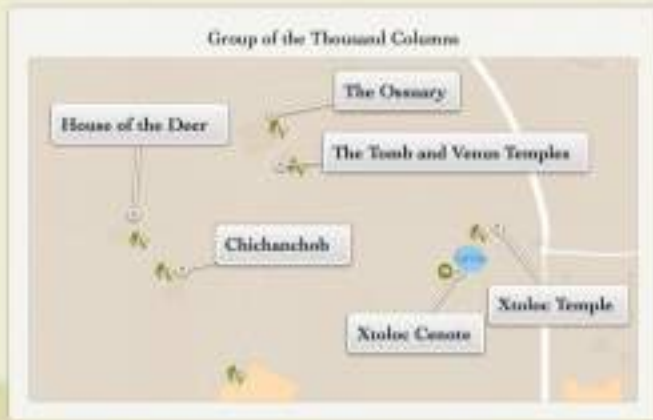 Group of the Thousand Columns
The Ossuary
House of the Deer
The Tomb and Venus Temples
Chichanchob
Xtoloc Temple
Xtoloc Cenote